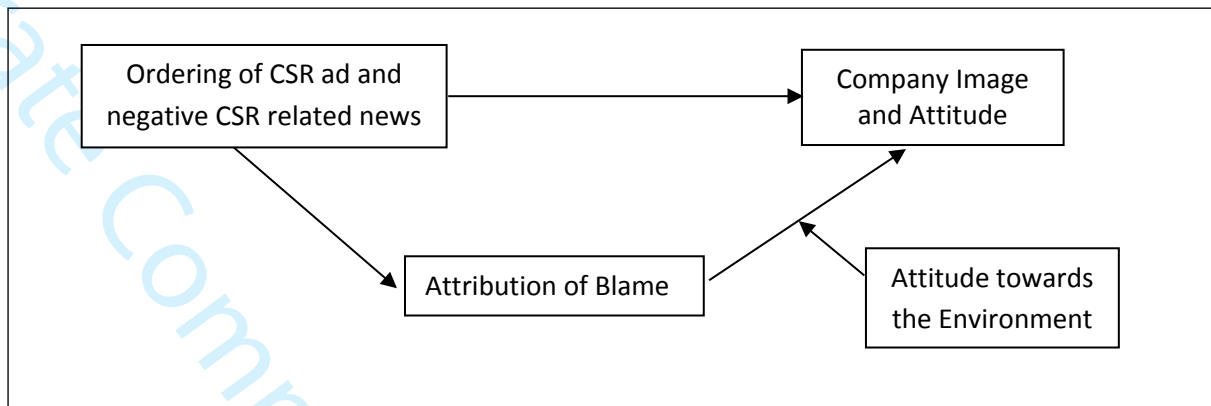 Ordering of CSR ad and
negative CSR related news
Company Image
and Attitude
Attribution of Blame
Attitude towards
the Environment